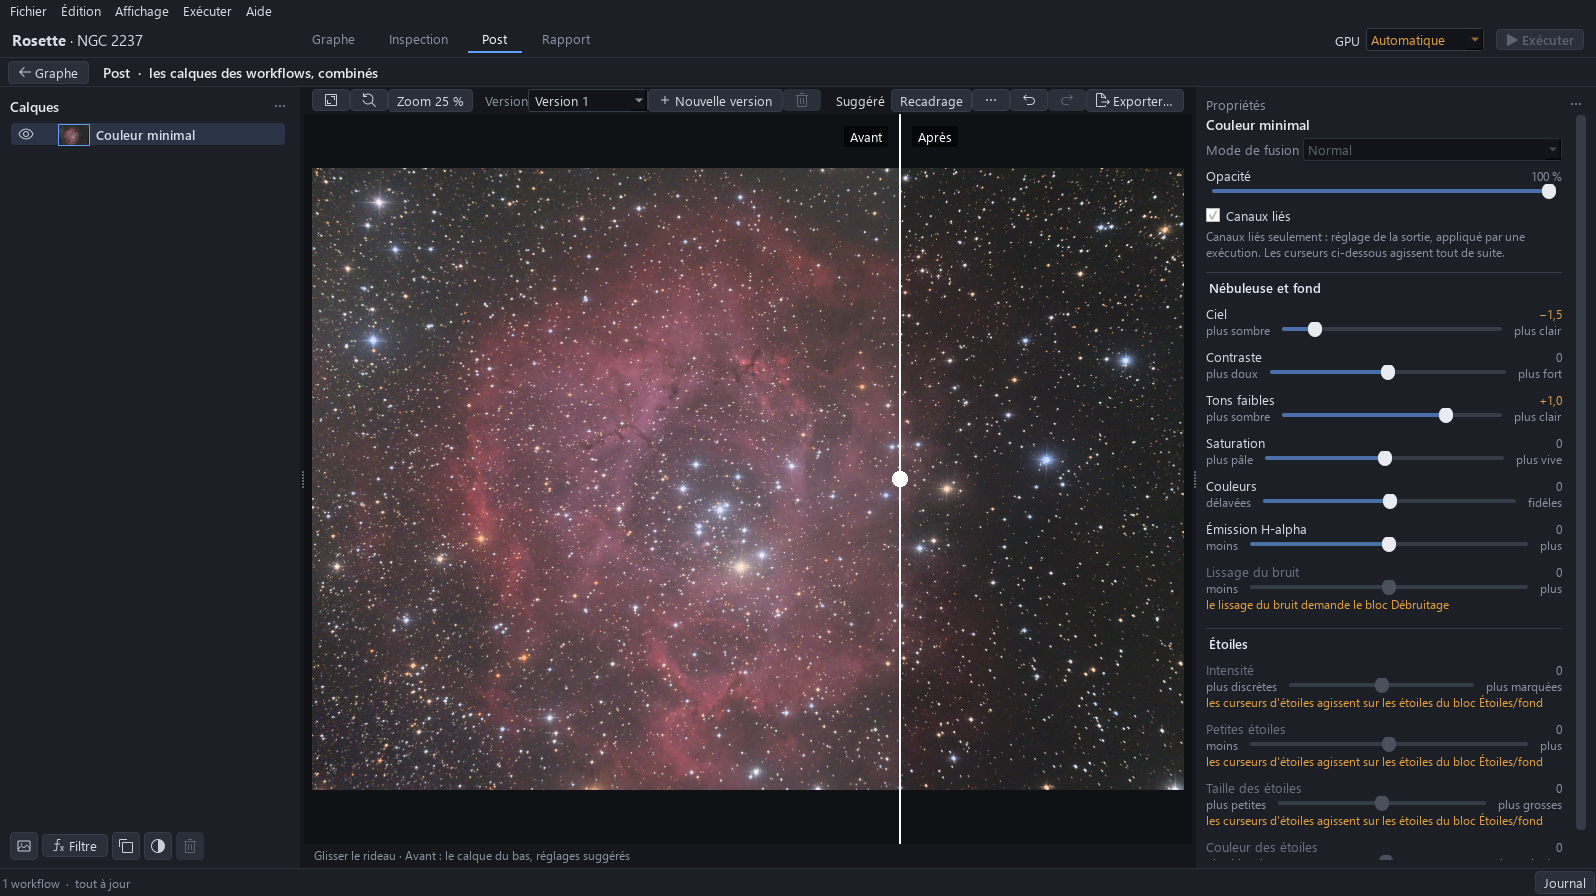 Fichier Édition Affichage Exécuter Aide
Rosette · NGC 2237
Graphe Inspection Post Rapport
GPU Automatique Exécuter
Graphe Post · les calques des workflows, combinés
Calques ...
Couleur minimal
Zoom 25 % Version Version 1 + Nouvelle version Suggéré Recadrage ... Exporter...
Avant Après
Glisser le rideau · Avant : le calque du bas, réglages suggérés
Propriétés ...
Couleur minimal
Mode de fusion Normal
Opacité 100 %
Canaux liés
Canaux liés seulement : réglage de la sortie, appliqué par une
exécution. Les curseurs ci-dessous agissent tout de suite.
Nébuleuse et fond
Ciel −1,5
plus sombre plus clair
Contraste 0
plus doux plus fort
Tons faibles +1,0
plus sombre plus clair
Saturation 0
plus pâle plus vive
Couleurs 0
délavées fidèles
Émission H-alpha 0
moins plus
Lissage du bruit 0
moins plus
le lissage du bruit demande le bloc Débruitage
Étoiles
Intensité 0
plus discrètes plus marquées
les curseurs d'étoiles agissent sur les étoiles du bloc Étoiles/fond
Petites étoiles 0
moins plus
les curseurs d'étoiles agissent sur les étoiles du bloc Étoiles/fond
Taille des étoiles 0
plus petites plus grosses
les curseurs d'étoiles agissent sur les étoiles du bloc Étoiles/fond
Couleur des étoiles 0
fx Filtre
1 workflow · tout à jour
Journal